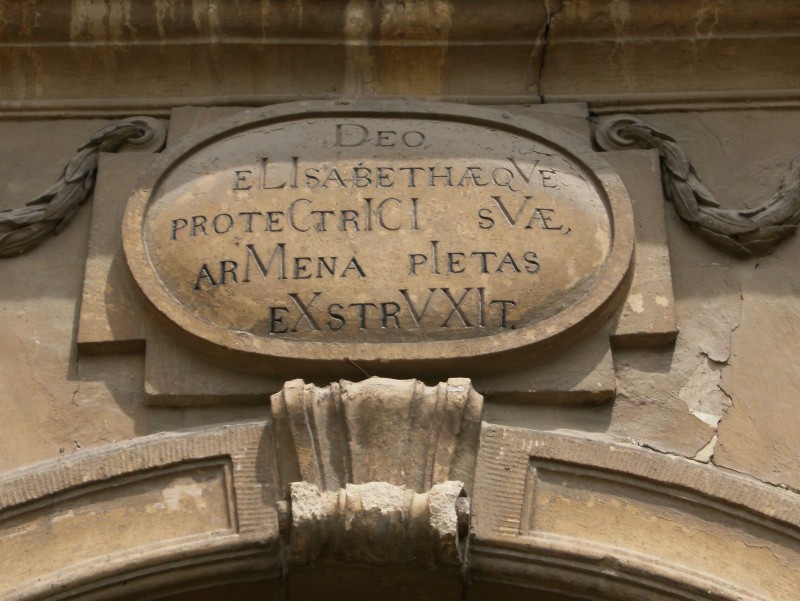 DEO
eLIsabethæqVe
proteCtrICI sVæ,
arMena pIetas
eXstrVXIt.